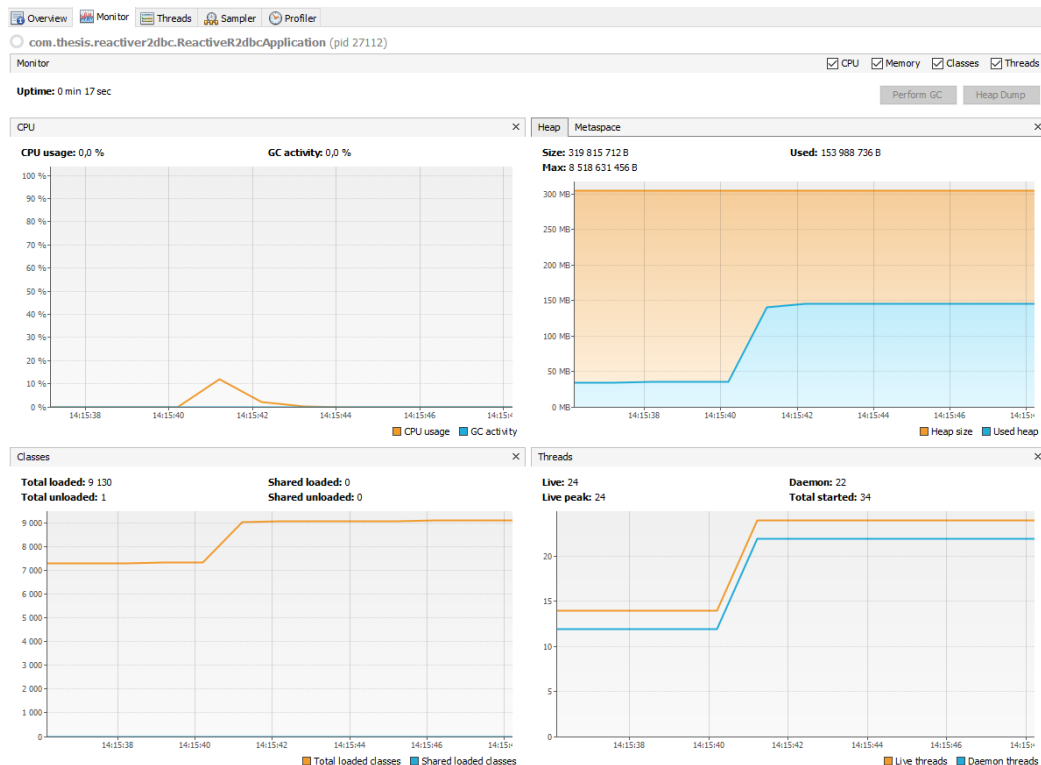 Overview Monitor Threads Sampler Profiler
com.thesis.reactiver2dbc.ReactiveR2dbcApplication (pid 27112)
Monitor CPU Memory Classes Threads
Uptime: 0 min 17 sec
Perform GC Heap Dump
CPU
CPU usage: 0,0 % GC activity: 0,0 %
100 %
90 %
80 %
70 %
60 %
50 %
40 %
30 %
20 %
10 %
0 %
14:15:38 14:15:40 14:15:42 14:15:44 14:15:46
CPU usage GC activity
Heap Metaspace
Size: 319 815 712 B Used: 153 988 736 B
Max: 8 518 631 456 B
300 MB
250 MB
200 MB
150 MB
100 MB
50 MB
0 MB
14:15:38 14:15:40 14:15:42 14:15:44 14:15:46
Heap size Used heap
Classes
Total loaded: 9 130 Shared loaded: 0
Total unloaded: 1 Shared unloaded: 0
9 000
8 000
7 000
6 000
5 000
4 000
3 000
2 000
1 000
0
14:15:38 14:15:40 14:15:42 14:15:44 14:15:46
Total loaded classes Shared loaded classes
Threads
Live: 24 Daemon: 22
Live peak: 24 Total started: 34
20
15
10
5
0
14:15:38 14:15:40 14:15:42 14:15:44 14:15:46
Live threads Daemon threads